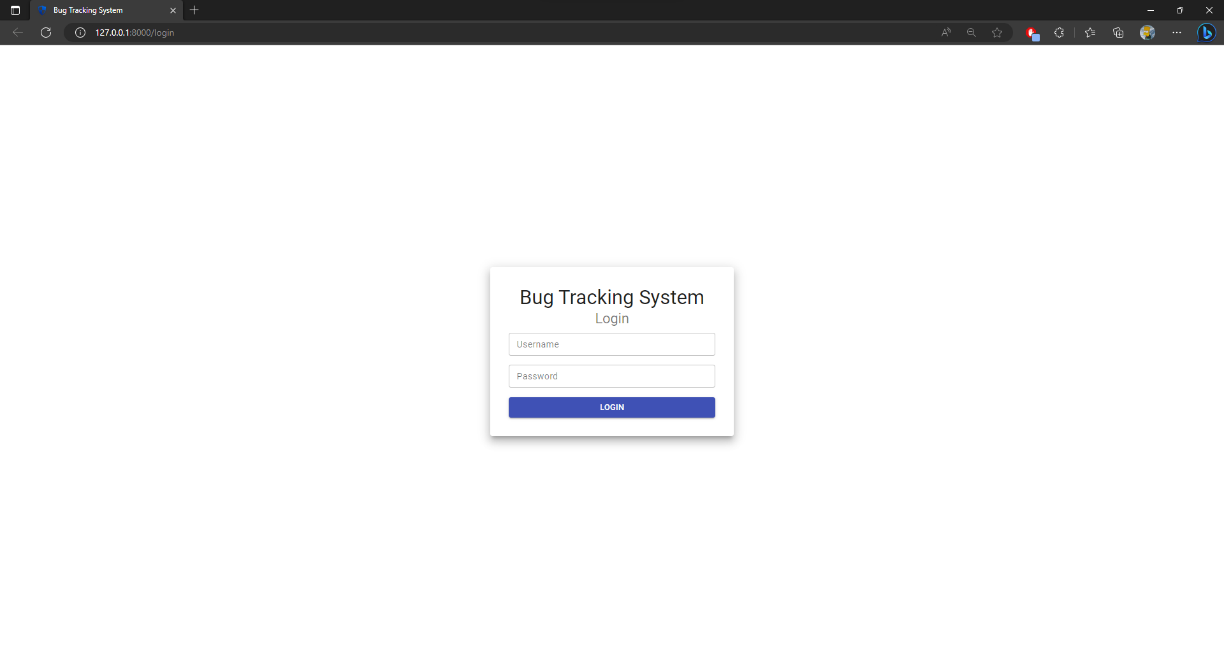 Bug Tracking System
127.0.0.1:8000/login
Bug Tracking System
Login
Username
Password
LOGIN